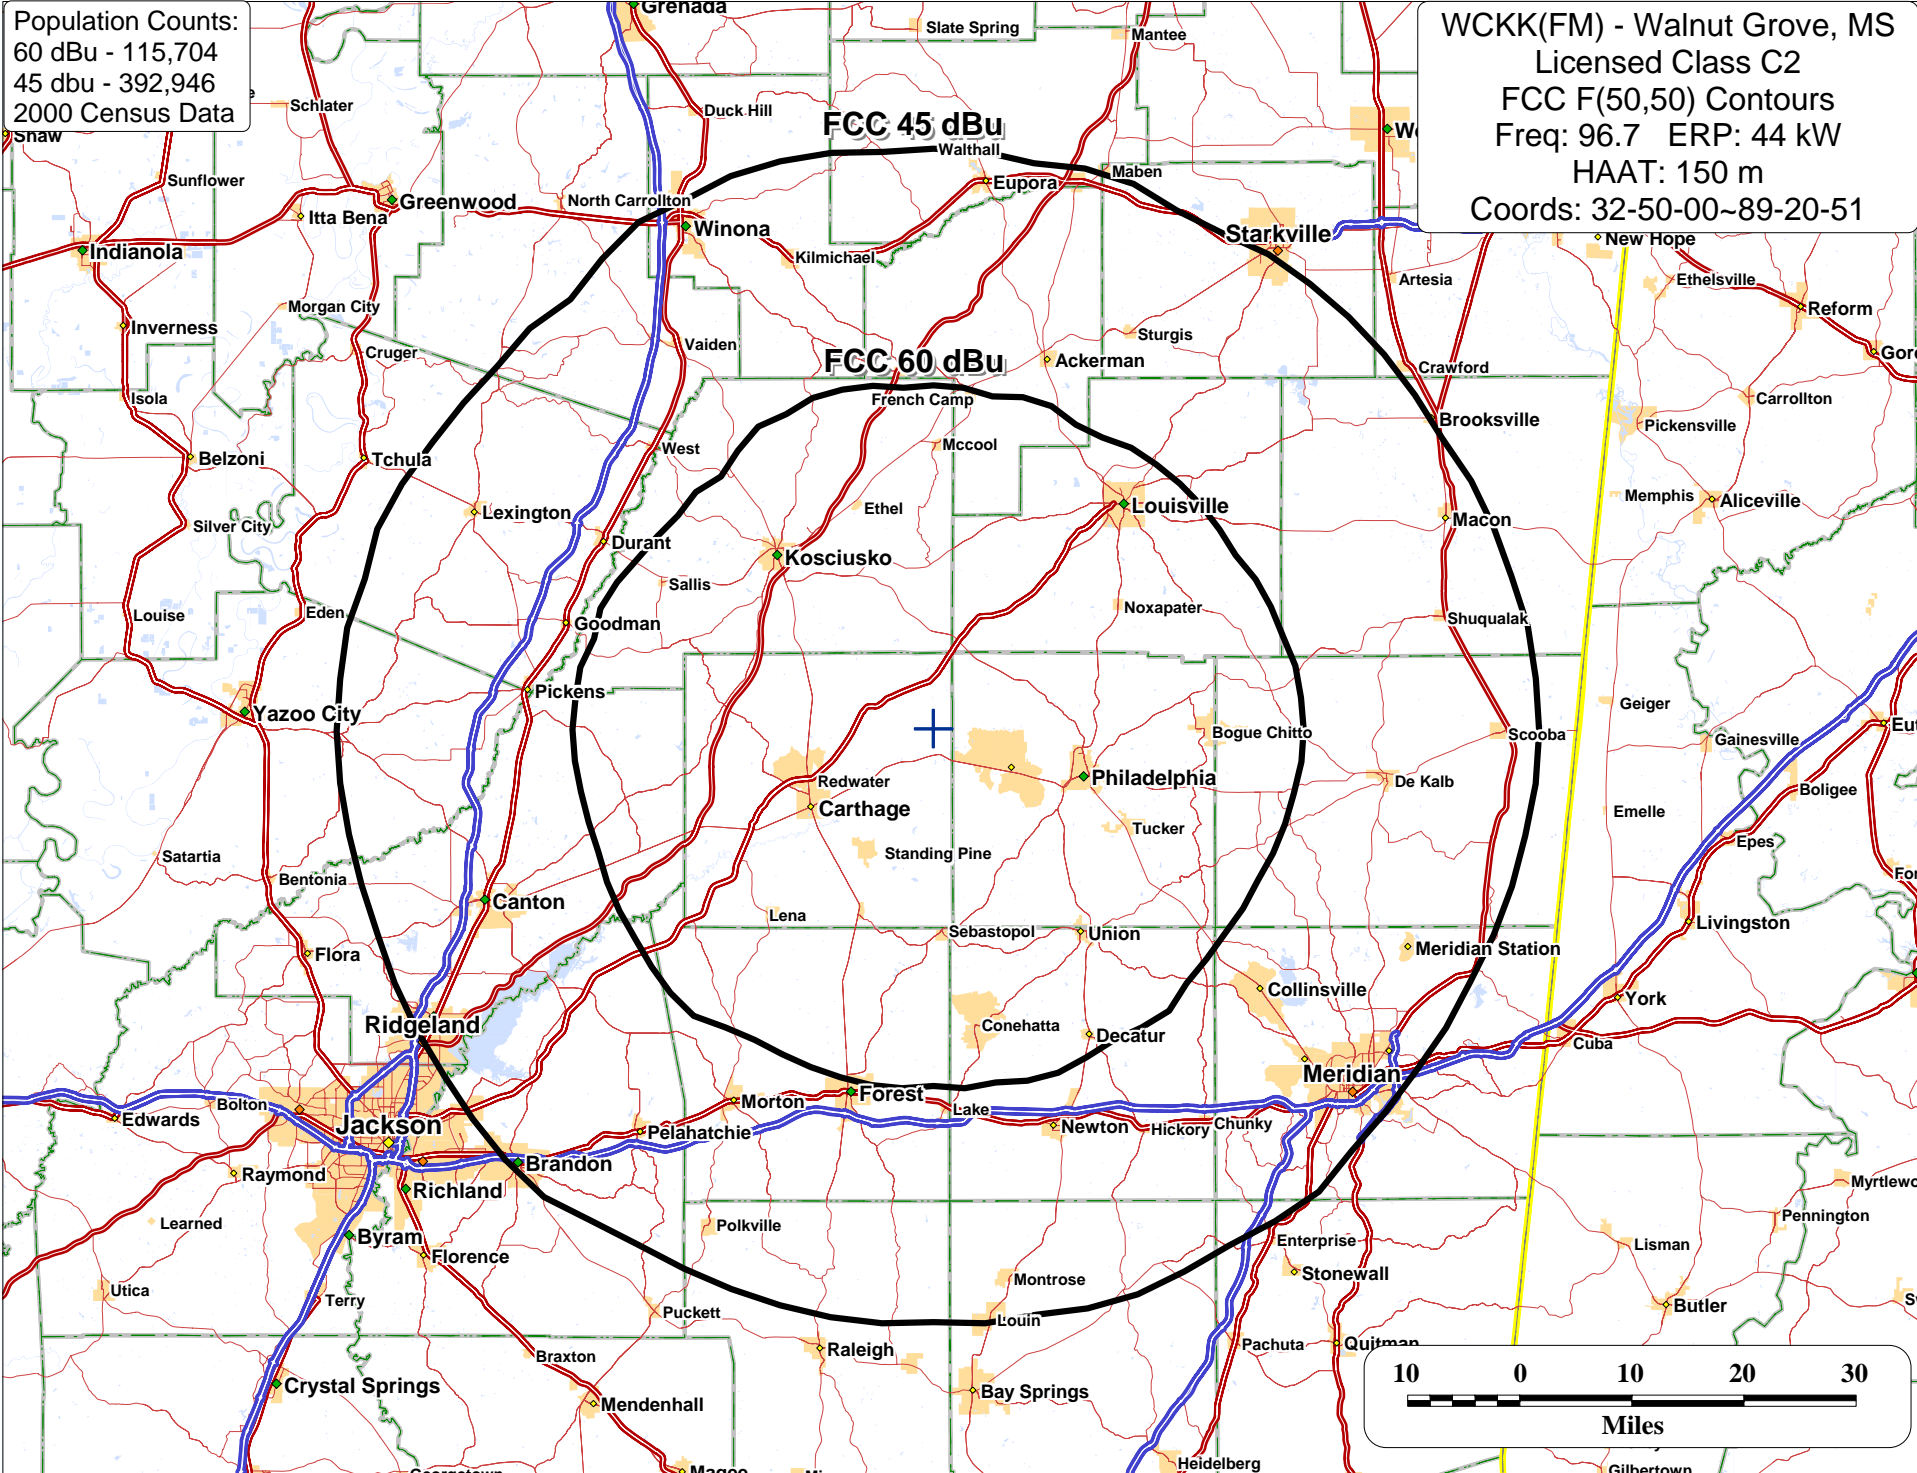 Population Counts:
60 dBu - 115,704
45 dbu - 392,946
2000 Census Data
WCKK(FM) - Walnut Grove, MS
Licensed Class C2
FCC F(50,50) Contours
Freq: 96.7 ERP: 44 kW
HAAT: 150 m
Coords: 32-50-00~89-20-51
Grenada
Slate Spring
Mantee
Schlater
Duck Hill
Shaw
FCC 45 dBu
Walthall
Maben
Sunflower
Eupora
Greenwood
North Carrollton
Itta Bena
Winona
Starkville
New Hope
Indianola
Kilmichael
Artesia
Ethelsville
Morgan City
Reform
Inverness
Sturgis
Vaiden
Cruger
FCC 60 dBu
Ackerman
Crawford
Isola
French Camp
Carrollton
Brooksville
Pickensville
West
Mccool
Belzoni
Tchula
Memphis
Aliceville
Lexington
Ethel
Louisville
Macon
Silver City
Durant
Kosciusko
Sallis
Noxapater
Louise
Eden
Goodman
Shuqualak
Pickens
Geiger
Yazoo City
Bogue Chitto
Scooba
Gainesville
Redwater
Philadelphia
De Kalb
Boligee
Carthage
Emelle
Tucker
Epes
Satartia
Standing Pine
Bentonia
Canton
Lena
Livingston
Sebastopol
Union
Flora
Meridian Station
Collinsville
York
Ridgeland
Conehatta
Decatur
Cuba
Meridian
Forest
Morton
Bolton
Lake
Edwards
Jackson
Pelahatchie
Newton
Hickory
Chunky
Brandon
Raymond
Richland
Myrtlewo
Learned
Polkville
Pennington
Byram
Florence
Enterprise
Lisman
Montrose
Stonewall
Utica
Terry
Puckett
Louin
Butler
Raleigh
Pachuta
Quitman
Braxton
Crystal Springs
Bay Springs
Mendenhall
10 0 10 20 30
Miles
Heidelberg
Gilbertown
Georgetown
Magee